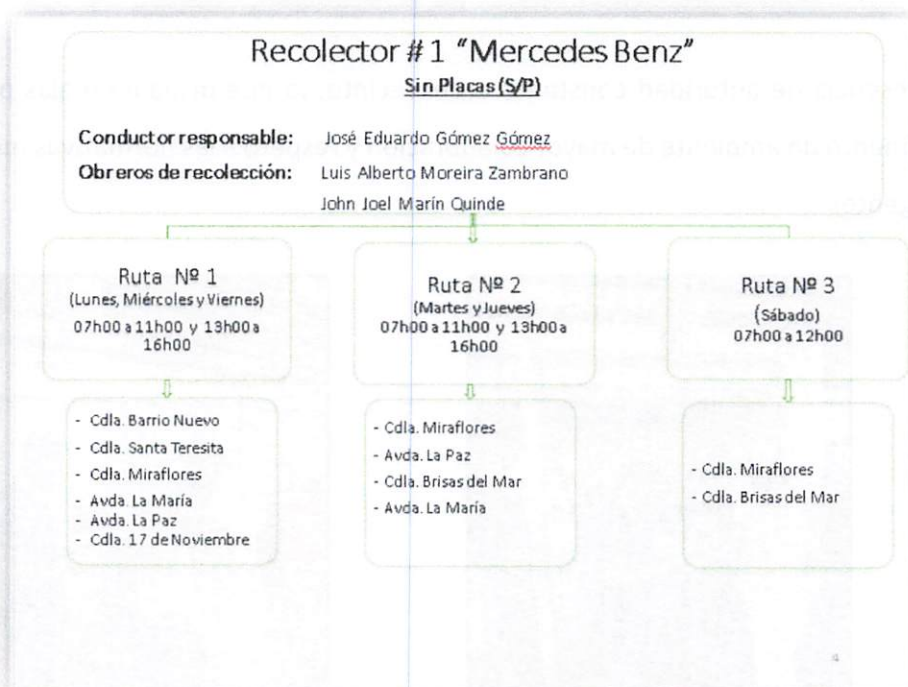 Recolector # 1 “Mercedes Benz”
Sin Placas (S/P)
Conductor responsable: José Eduardo Gómez Gómez
Obreros de recolección: Luis Alberto Moreira Zambrano
John Joel Marín Quinde
Ruta Nº 1
(Lunes, Miércoles y Viernes)
07h00 a 11h00 y 13h00 a
16h00
- Cdla. Barrio Nuevo
- Cdla. Santa Teresita
- Cdla. Miraflores
- Avda. La María
- Avda. La Paz
- Cdla. 17 de Noviembre
Ruta Nº 2
(Martes y Jueves)
07h00 a 11h00 y 13h00 a
16h00
- Cdla. Miraflores
- Avda. La Paz
- Cdla. Brisas del Mar
- Avda. La María
Ruta Nº 3
(Sábado)
07h00 a 12h00
- Cdla. Miraflores
- Cdla. Brisas del Mar